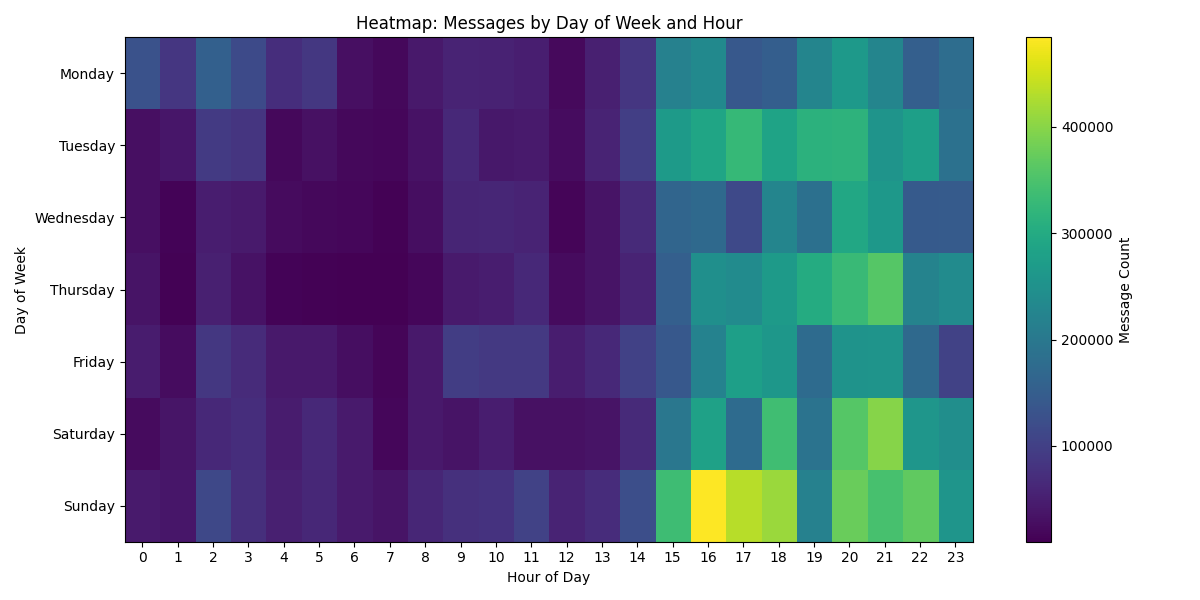 Heatmap: Messages by Day of Week and Hour
Monday
Tuesday
Wednesday
Thursday
Friday
Saturday
Sunday
Day of Week
0 1 2 3 4 5 6 7 8 9 10 11 12 13 14 15 16 17 18 19 20 21 22 23
Hour of Day
400000
300000
200000
100000
Message Count